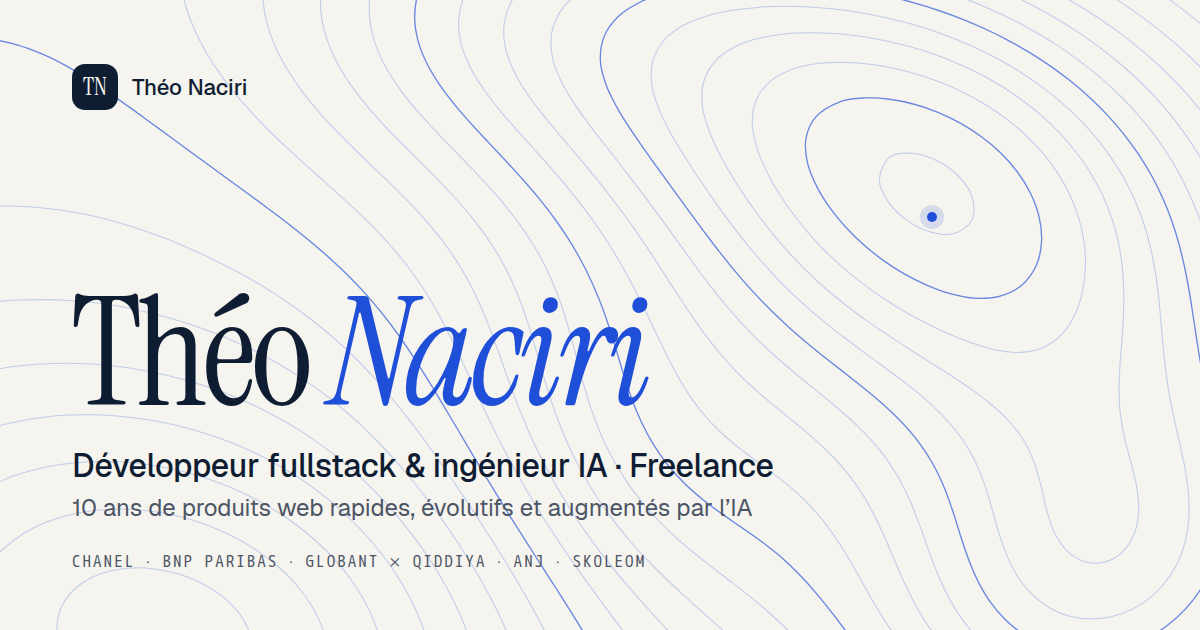 TN Théo Naciri
Théo Naciri
Développeur fullstack & ingénieur IA · Freelance
10 ans de produits web rapides, évolutifs et augmentés par l’IA
CHANEL · BNP PARIBAS · GLOBANT × QIDDIYA · ANJ · SKOLEOM